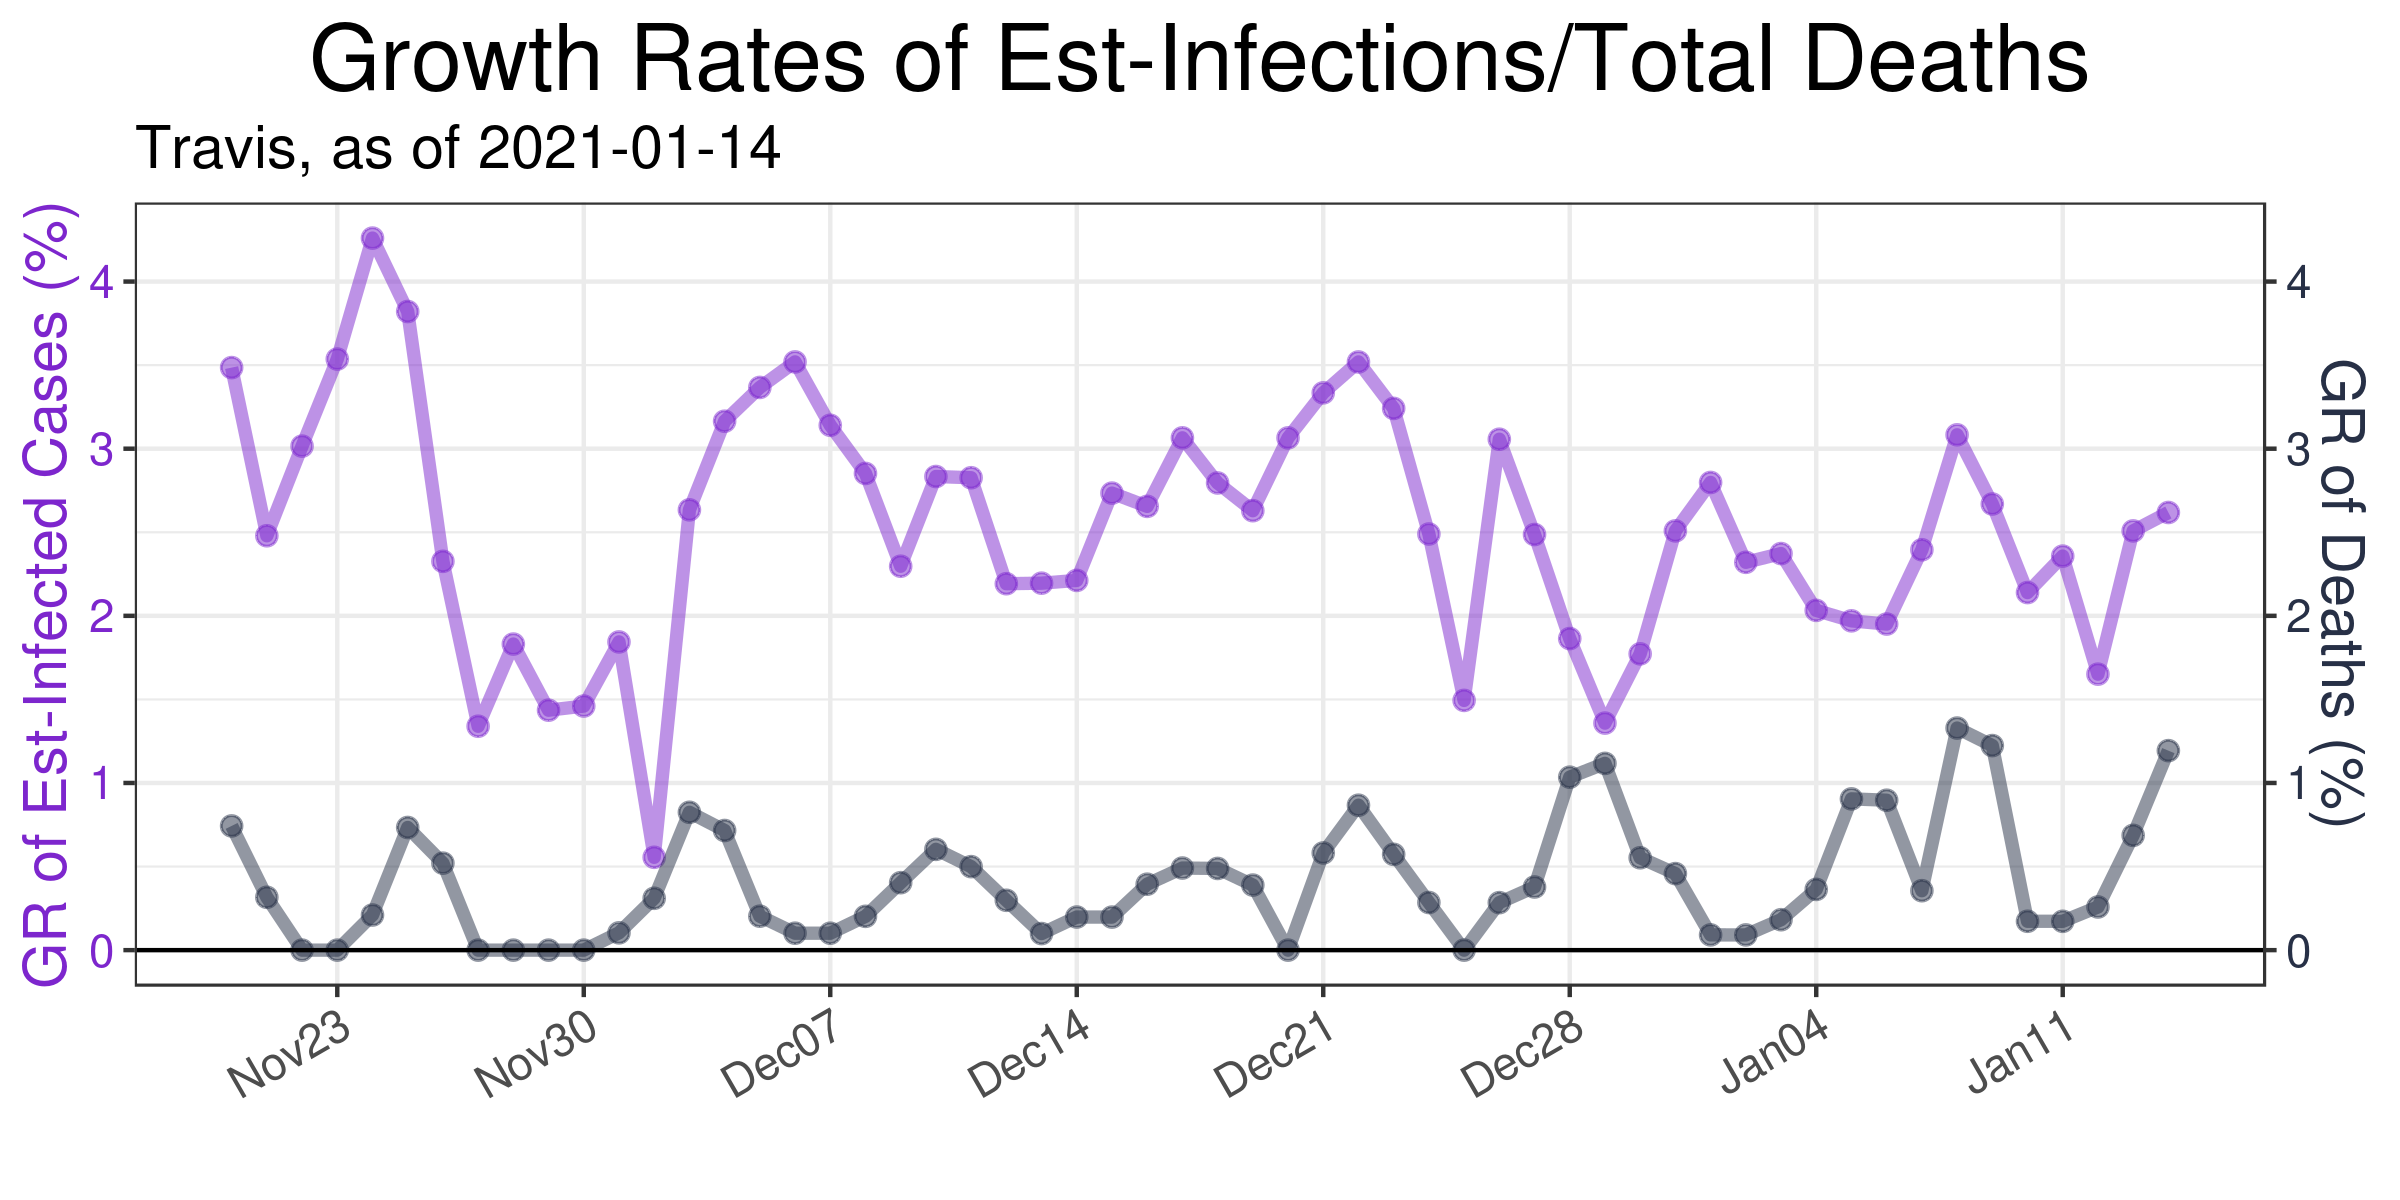 Growth Rates of Est-Infections/Total Deaths
Travis, as of 2021-01-14
GR of Est-Infected Cases (%)
4
3
2
1
0
4
3
2
1
0
GR of Deaths (%)
Nov23
Nov30
Dec07
Dec14
Dec21
Dec28
Jan04
Jan11